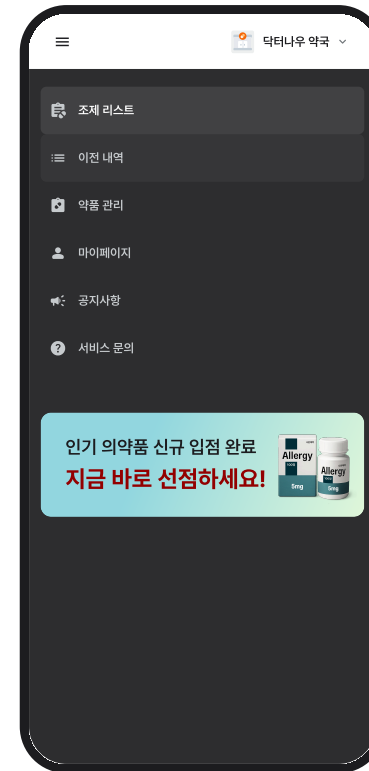 닥터나우 약국
조제 리스트
이전 내역
약품 관리
마이페이지
공지사항
서비스 문의
인기 의약품 신규 입점 완료
지금 바로 선점하세요!
Allergy
5mg
Allergy
5mg